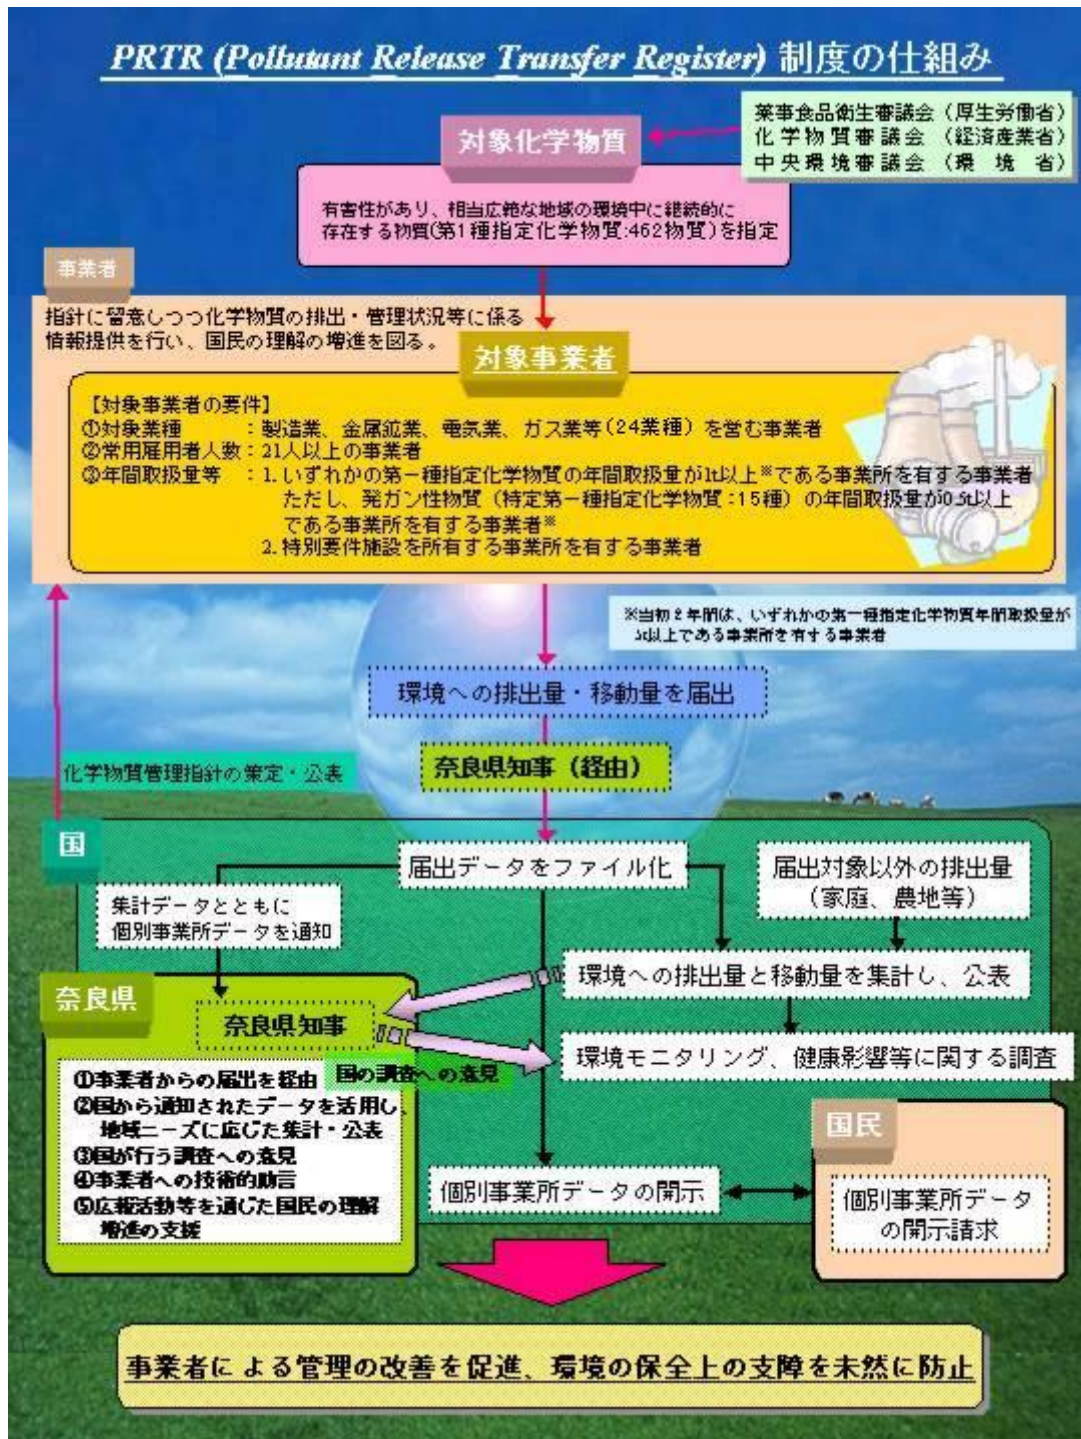 PRTR (Pollutant Release Transfer Register) 制度の仕組み
薬事食品衛生審議会（厚生労働省）
化学物質審議会（経済産業省）
中央環境審議会（環境省）
対象化学物質
有害性があり、相当広範な地域の環境中に継続的に
存在する物質(第1種指定化学物質:462物質)を指定
事業者
指針に留意しつつ化学物質の排出・管理状況等に係る
情報提供を行い、国民の理解の増進を図る。
対象事業者
【対象事業者の要件】
①対象業種　：製造業、金属鉱業、電気業、ガス業等(24業種）を営む事業者
②常用雇用者人数：21人以上の事業者
③年間取扱量等　：1.いずれかの第一種指定化学物質の年間取扱量が1t以上※である事業所を有する事業者
ただし、発ガン性物質（特定第一種指定化学物質：15種）の年間取扱量が0.5t以上
である事業所を有する事業者※
2.特別要件施設を所有する事業所を有する事業者
※当初２年間は、いずれかの第一種指定化学物質年間取扱量が
5t以上である事業所を有する事業者
環境への排出量・移動量を届出
奈良県知事（経由）
化学物質管理指針の策定・公表
国
届出データをファイル化
届出対象以外の排出量
（家庭、農地等）
集計データとともに
個別事業所データを通知
環境への排出量と移動量を集計し、公表
奈良県
奈良県知事
環境モニタリング、健康影響等に関する調査
国の調査への意見
①事業者からの届出を経由
②国から通知されたデータを活用し、
地域ニーズに応じた集計・公表
③国が行う調査への意見
④事業者への技術的助言
⑤広報活動等を通じた国民の理解
増進の支援
国民
個別事業所データの開示
個別事業所データ
の開示請求
事業者による管理の改善を促進、環境の保全上の支障を未然に防止